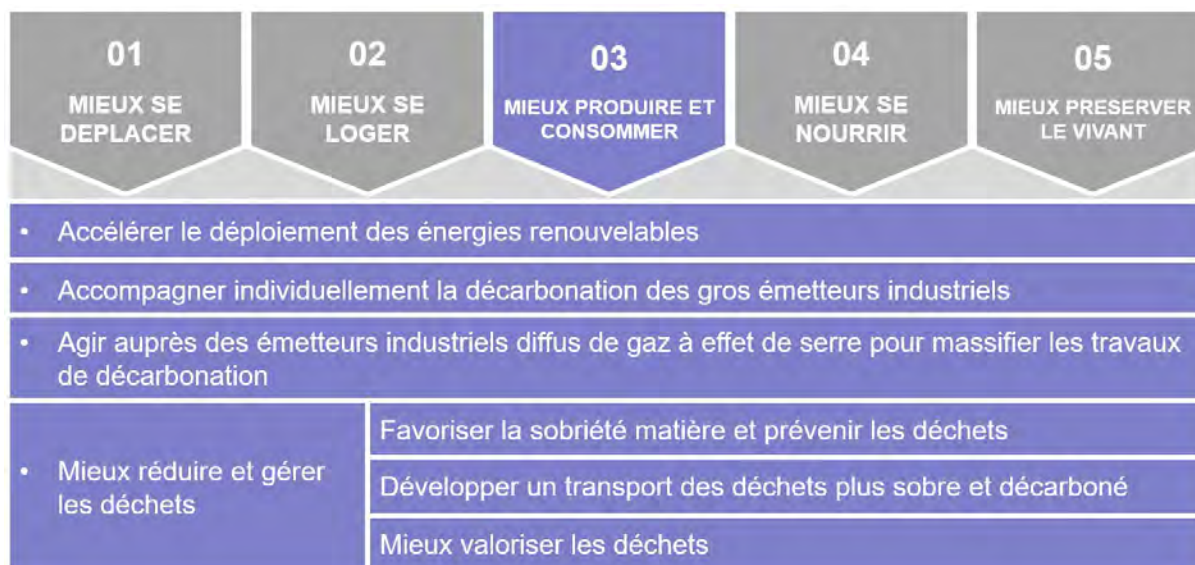 01
MIEUX SE
DEPLACER
02
MIEUX SE
LOGER
03
MIEUX PRODUIRE ET
CONSOMMER
04
MIEUX SE
NOURRIR
05
MIEUX PRESERVER
LE VIVANT
• Accélérer le déploiement des énergies renouvelables
• Accompagner individuellement la décarbonation des gros émetteurs industriels
• Agir auprès des émetteurs industriels diffus de gaz à effet de serre pour massifier les travaux
de décarbonation
• Mieux réduire et gérer
les déchets
Favoriser la sobriété matière et prévenir les déchets
Développer un transport des déchets plus sobre et décarboné
Mieux valoriser les déchets